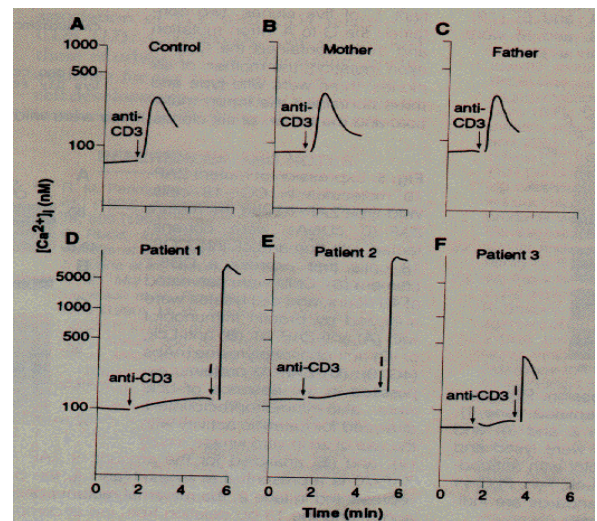 A
B
C
Control
Mother
Father
1000
500
100
anti-
CD3
anti-
CD3
anti-
CD3
[Ca2+]i (nM)
D
E
F
Patient 1
Patient 2
Patient 3
5000
1000
500
100
anti-CD3
anti-CD3
anti-CD3
0 2 4 6
0 2 4 6
0 2 4 6
Time (min)